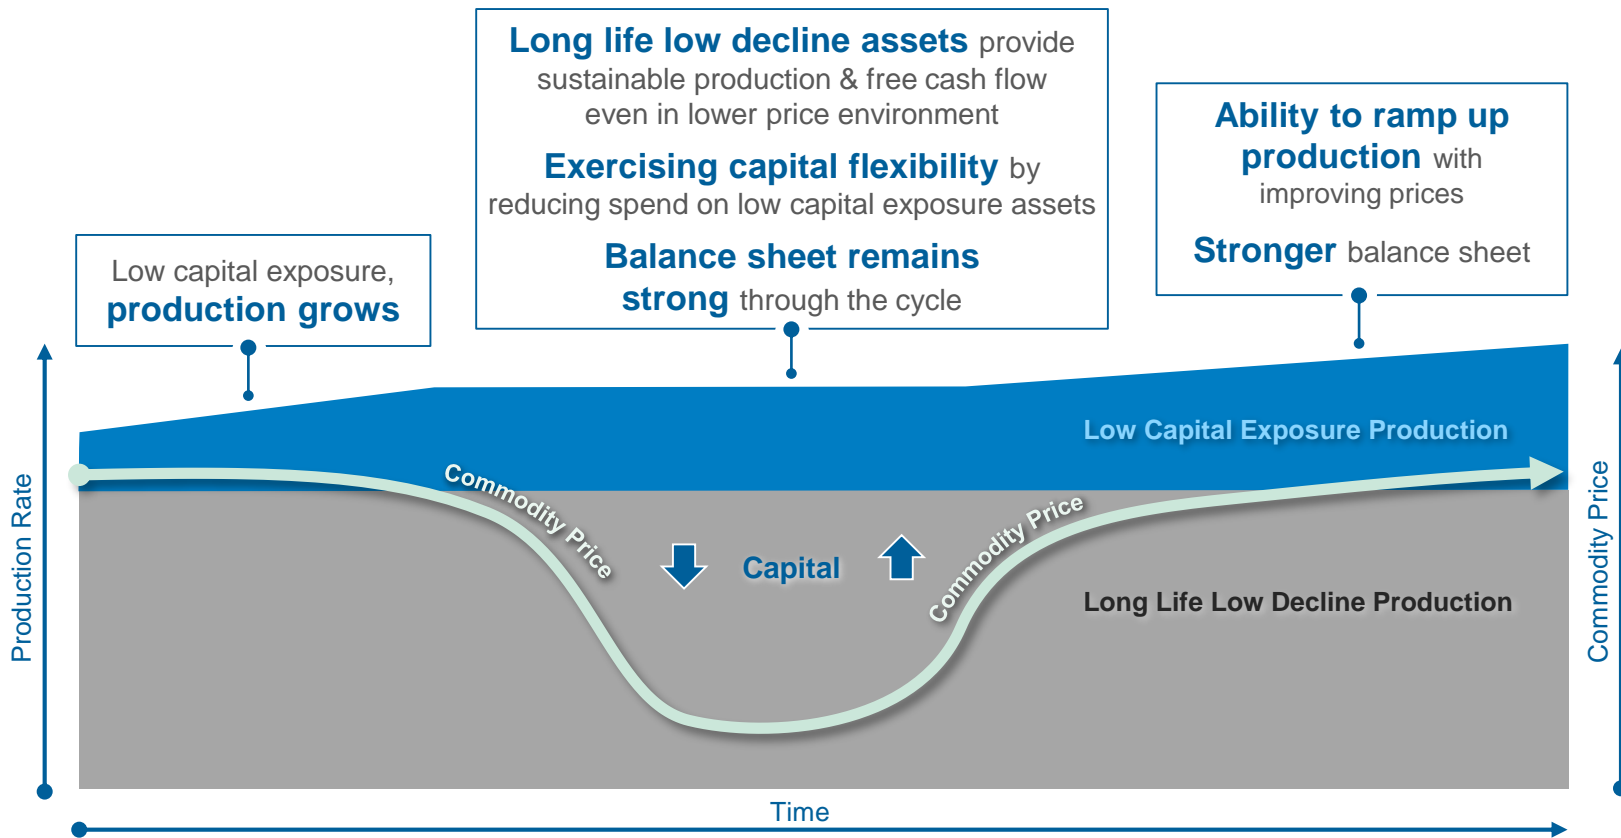 Long life low decline assets provide
sustainable production & free cash flow
even in lower price environment
Exercising capital flexibility by
reducing spend on low capital exposure assets
Balance sheet remains
strong through the cycle
Ability to ramp up
production with
improving prices
Stronger balance sheet
Low capital exposure,
production grows
Low Capital Exposure Production
Commodity Price
Commodity Price
Capital
Long Life Low Decline Production
Production Rate
Commodity Price
Time